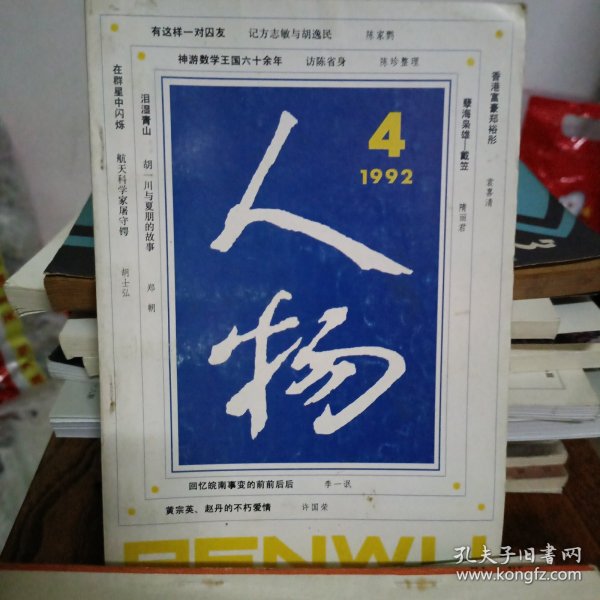 有这样一对囚友 记方志敏与胡逸民 陈家鹦
神游数学王国六十余年 访陈省身 陈珍整理
在群星中闪烁 航天科学家屠守锷 胡士弘
泪湿青山 胡一川与夏朋的故事 郑朝
4
1992
人物
孽海枭雄—戴笠 隋丽君
香港富豪郑裕彤 袁喜清
回忆皖南事变的前前后后 李一氓
黄宗英、赵丹的不朽爱情 许国荣
RENWU
孔夫子旧书网
www.kongfz.com